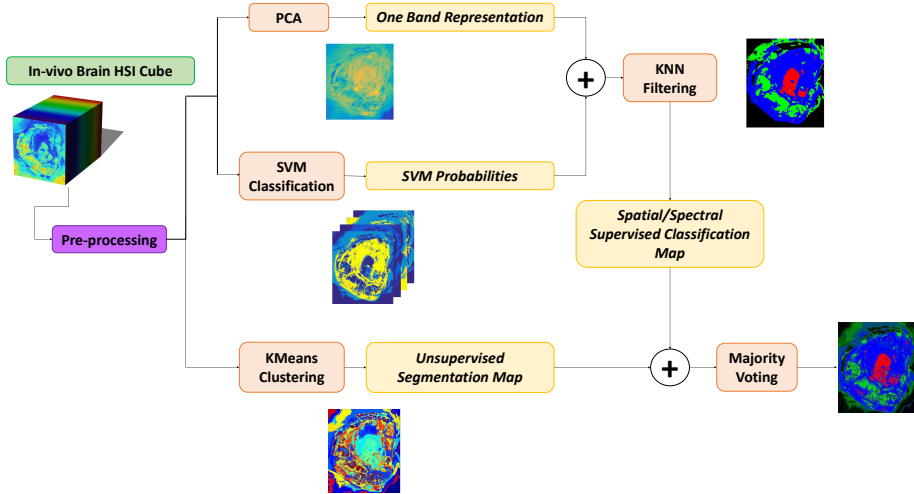 PCA
One Band Representation
In-vivo Brain HSI Cube
+
KNN
Filtering
SVM
Classification
SVM Probabilities
Pre-processing
Spatial/Spectral
Supervised Classification
Map
KMeans
Clustering
Unsupervised
Segmentation Map
+
Majority
Voting